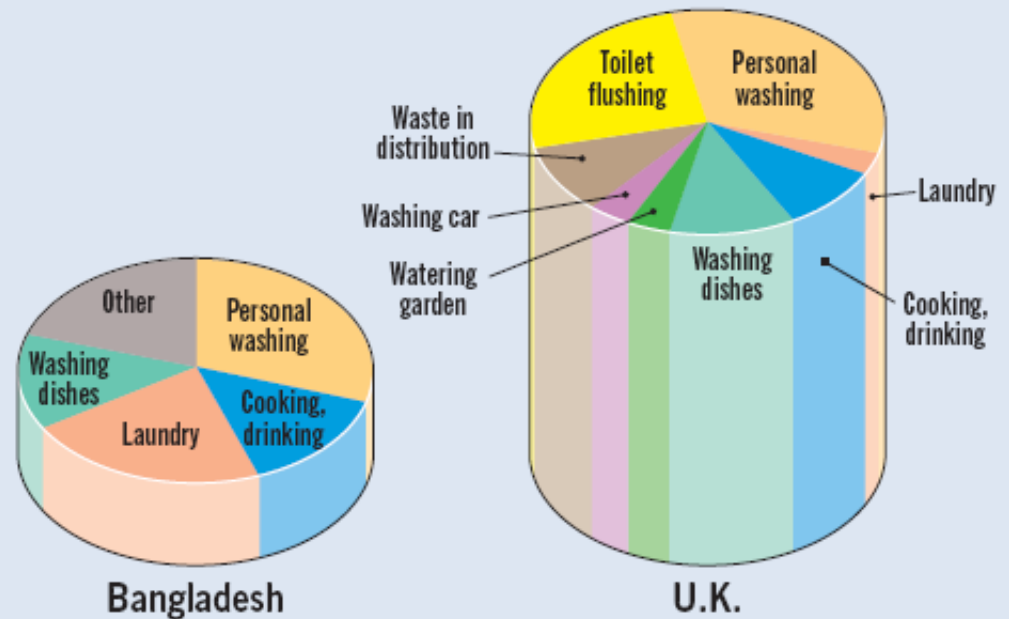 Other
Personal
washing
Washing
dishes
Laundry
Cooking,
drinking
Bangladesh
Toilet
flushing
Personal
washing
Waste in
distribution
Washing car
Watering
garden
Washing
dishes
Laundry
Cooking,
drinking
U.K.